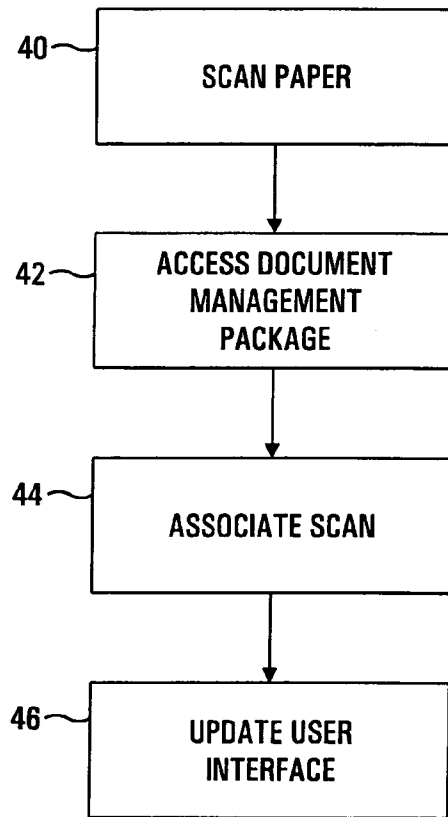 40
SCAN PAPER
42
ACCESS DOCUMENT
MANAGEMENT
PACKAGE
44
ASSOCIATE SCAN
46
UPDATE USER
INTERFACE